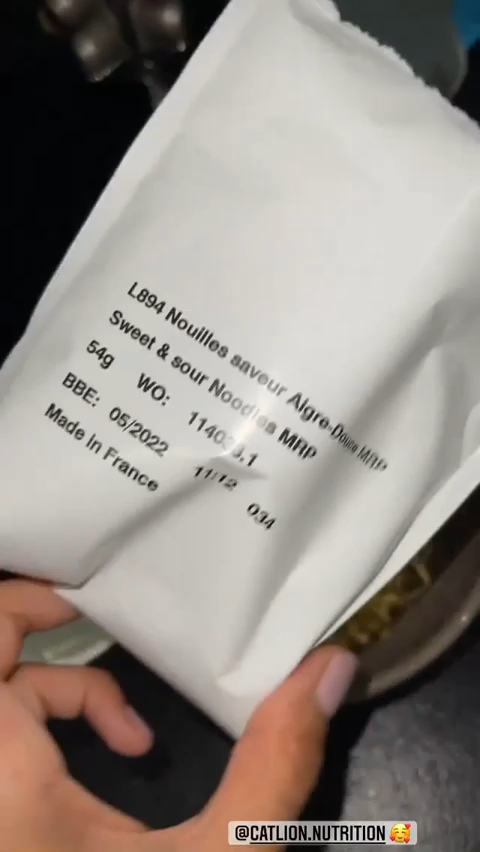 L894 Nouilles saveur Aigre-Douce MRP
Sweet & sour Noodles MRP
54g WO:
BBE: 05/2022 11:12 034
Made in France
@CATLION.NUTRITION 🥰